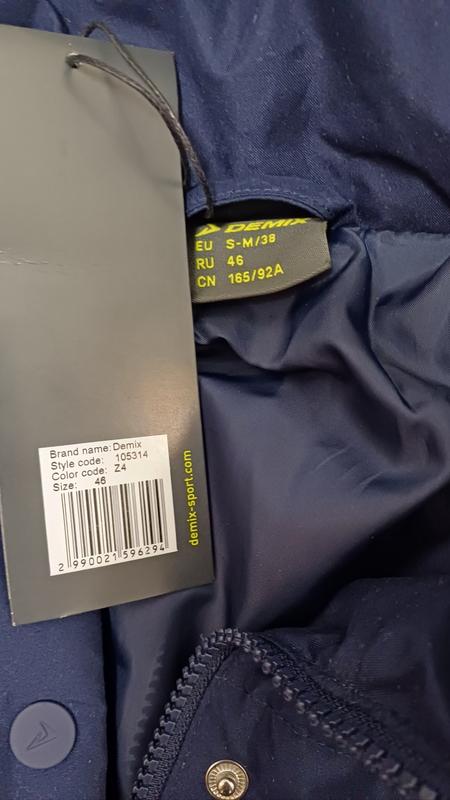 DEMIX
EU S-M/38
RU 46
CN 165/92A
Brand name: Demix
Style code: 105314
Color code: Z4
Size: 46
2 990021 596294
demix-sport.com